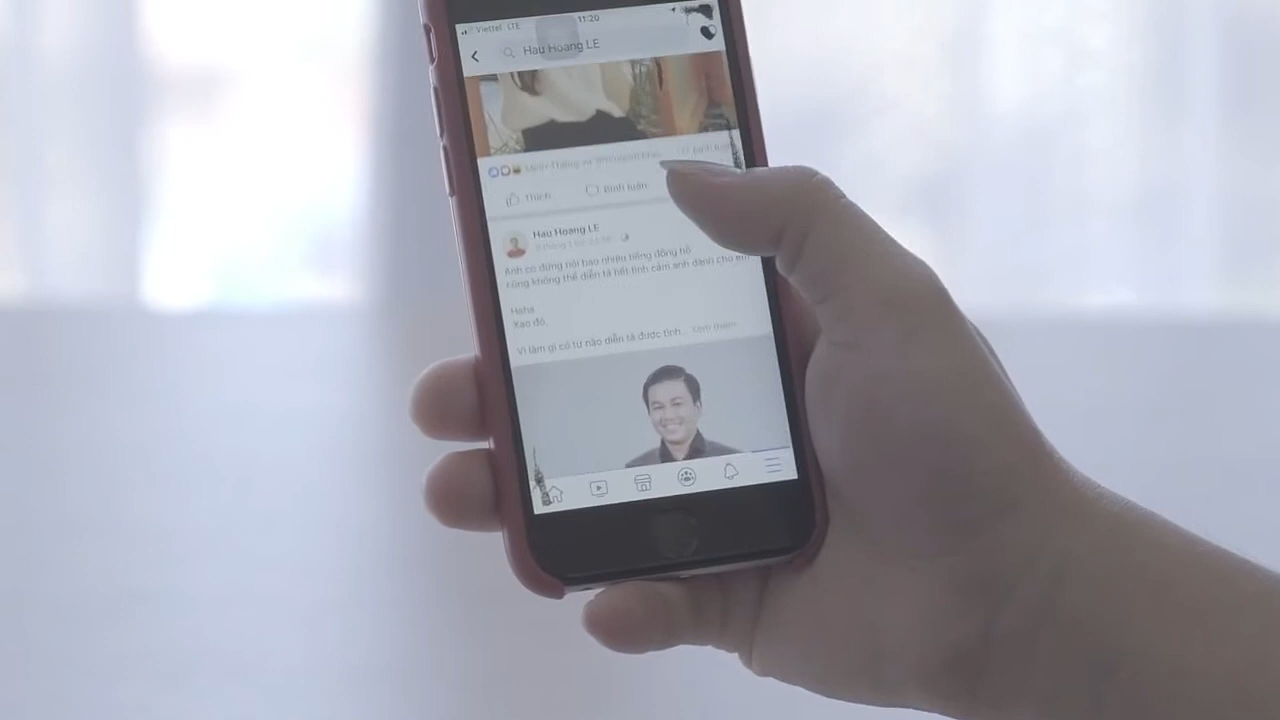 Viettel LTE 11:20
Hau Hoang LE
Thích Bình luận
Hau Hoang LE
Anh có đứng nói bao nhiêu tiếng đồng hồ
cũng không thể diễn tả hết tình cảm anh dành cho em
Haha
Xạo đó,
Vì làm gì có từ nào diễn tả được tình... xem thêm